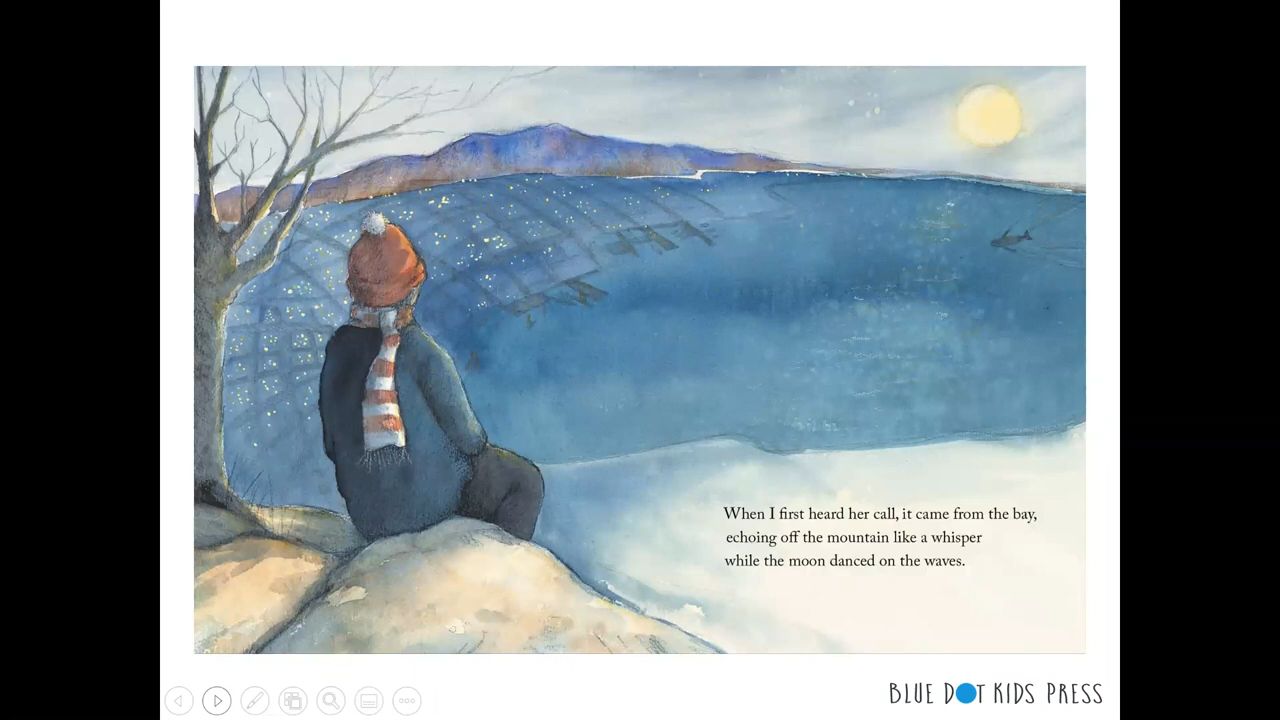 When I first heard her call, it came from the bay,
echoing off the mountain like a whisper
while the moon danced on the waves.
BLUE DOT KIDS PRESS